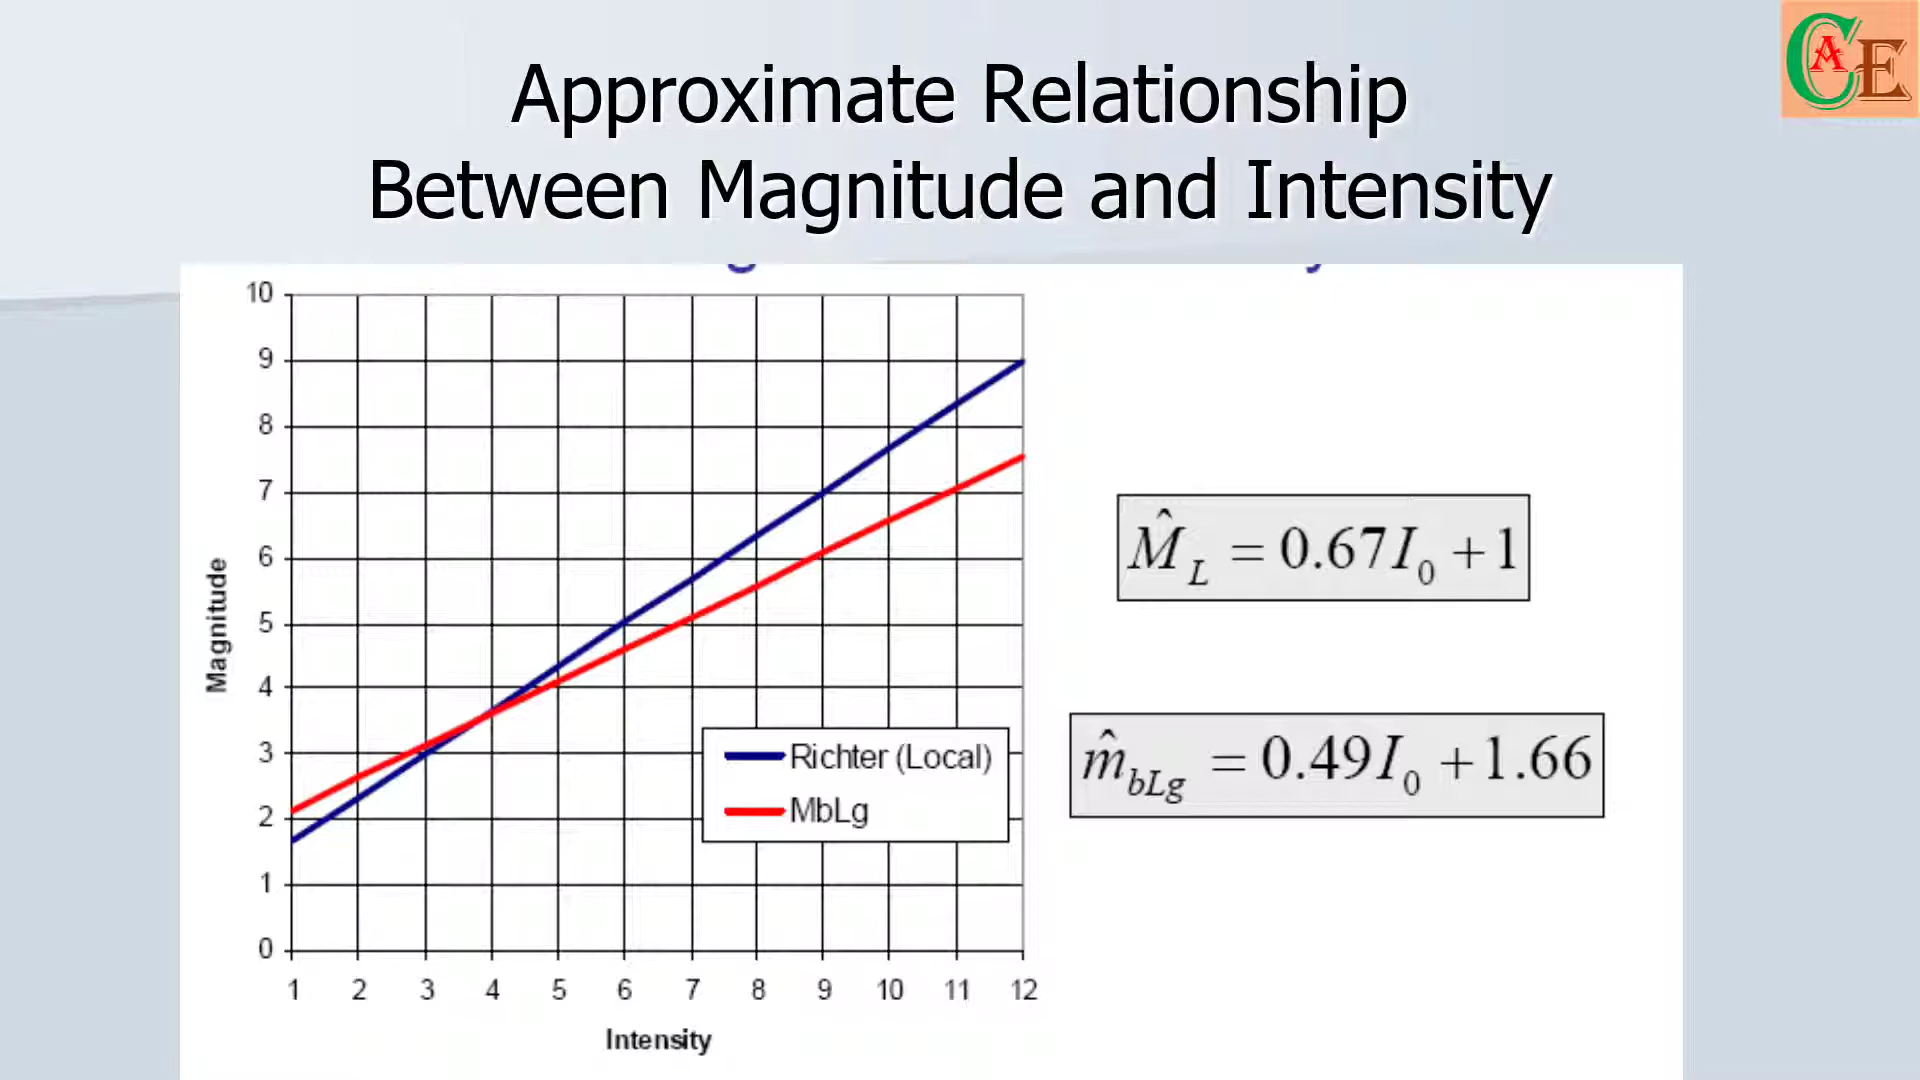 Approximate Relationship
Between Magnitude and Intensity
CAE
10
9
8
7
6
5
4
3
2
1
0
Magnitude
1 2 3 4 5 6 7 8 9 10 11 12
Intensity
Richter (Local)
MbLg
M̂_L = 0.67I_0 + 1
m̂_bLg = 0.49I_0 + 1.66